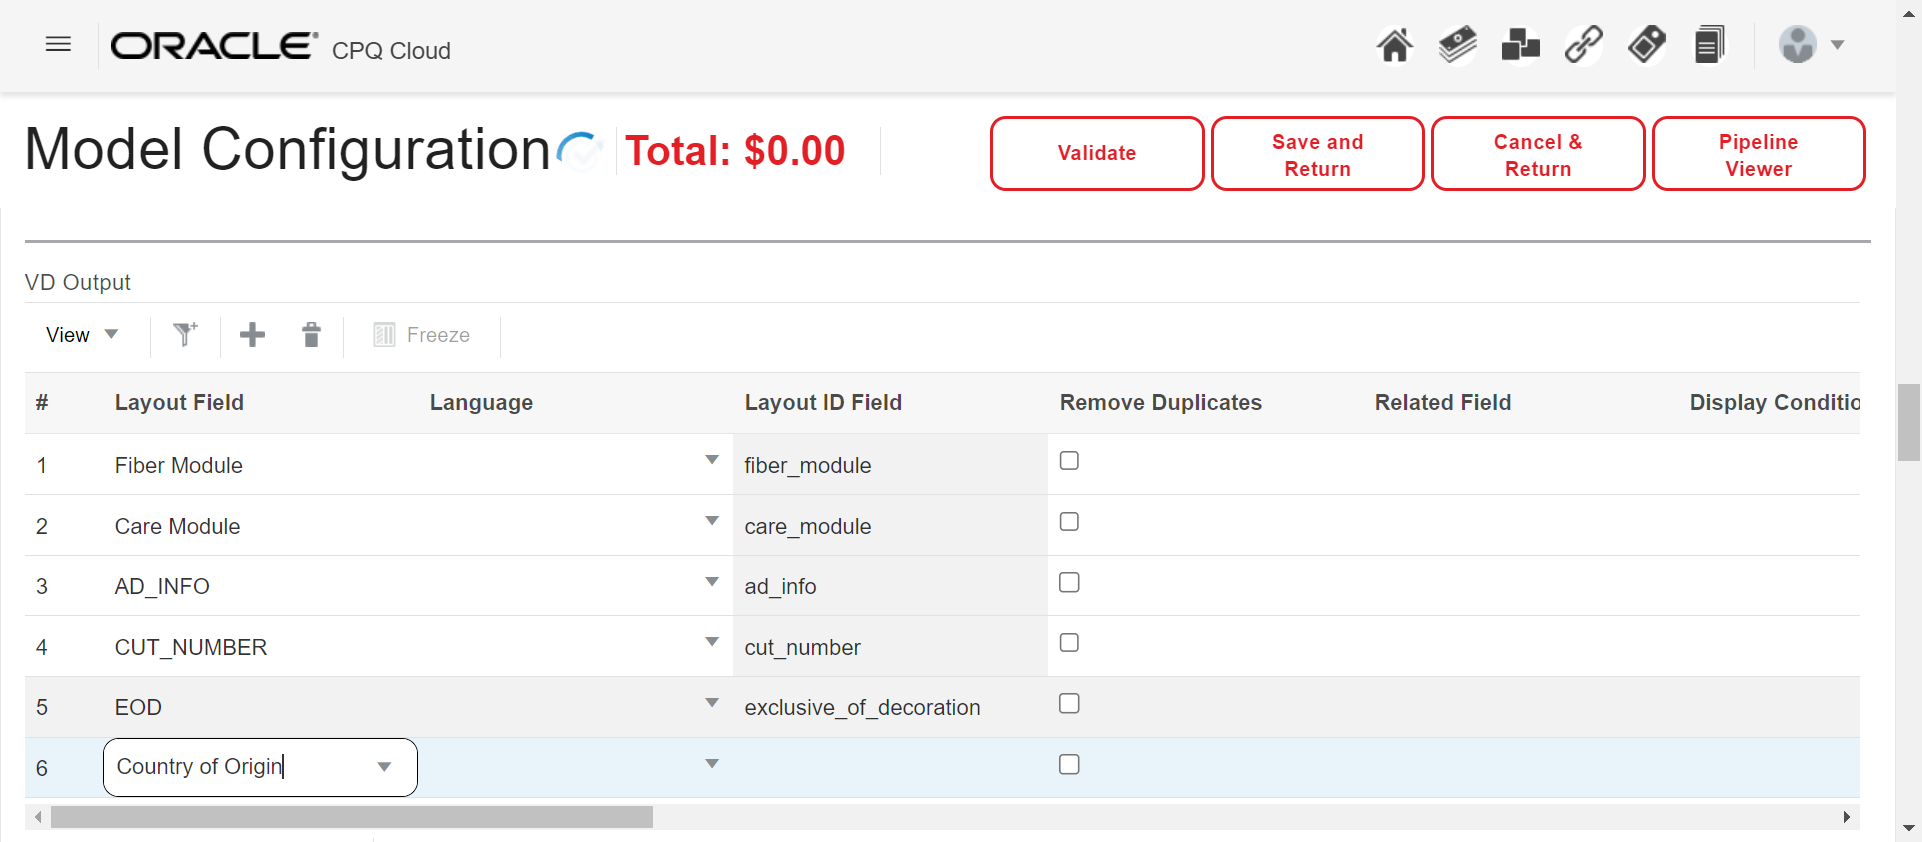 ORACLE® CPQ Cloud
Model Configuration Total: $0.00
Validate
Save and
Return
Cancel &
Return
Pipeline
Viewer
VD Output
View Freeze
# Layout Field Language Layout ID Field Remove Duplicates Related Field Display Conditio
1 Fiber Module fiber_module
2 Care Module care_module
3 AD_INFO ad_info
4 CUT_NUMBER cut_number
5 EOD exclusive_of_decoration
6 Country of Origin